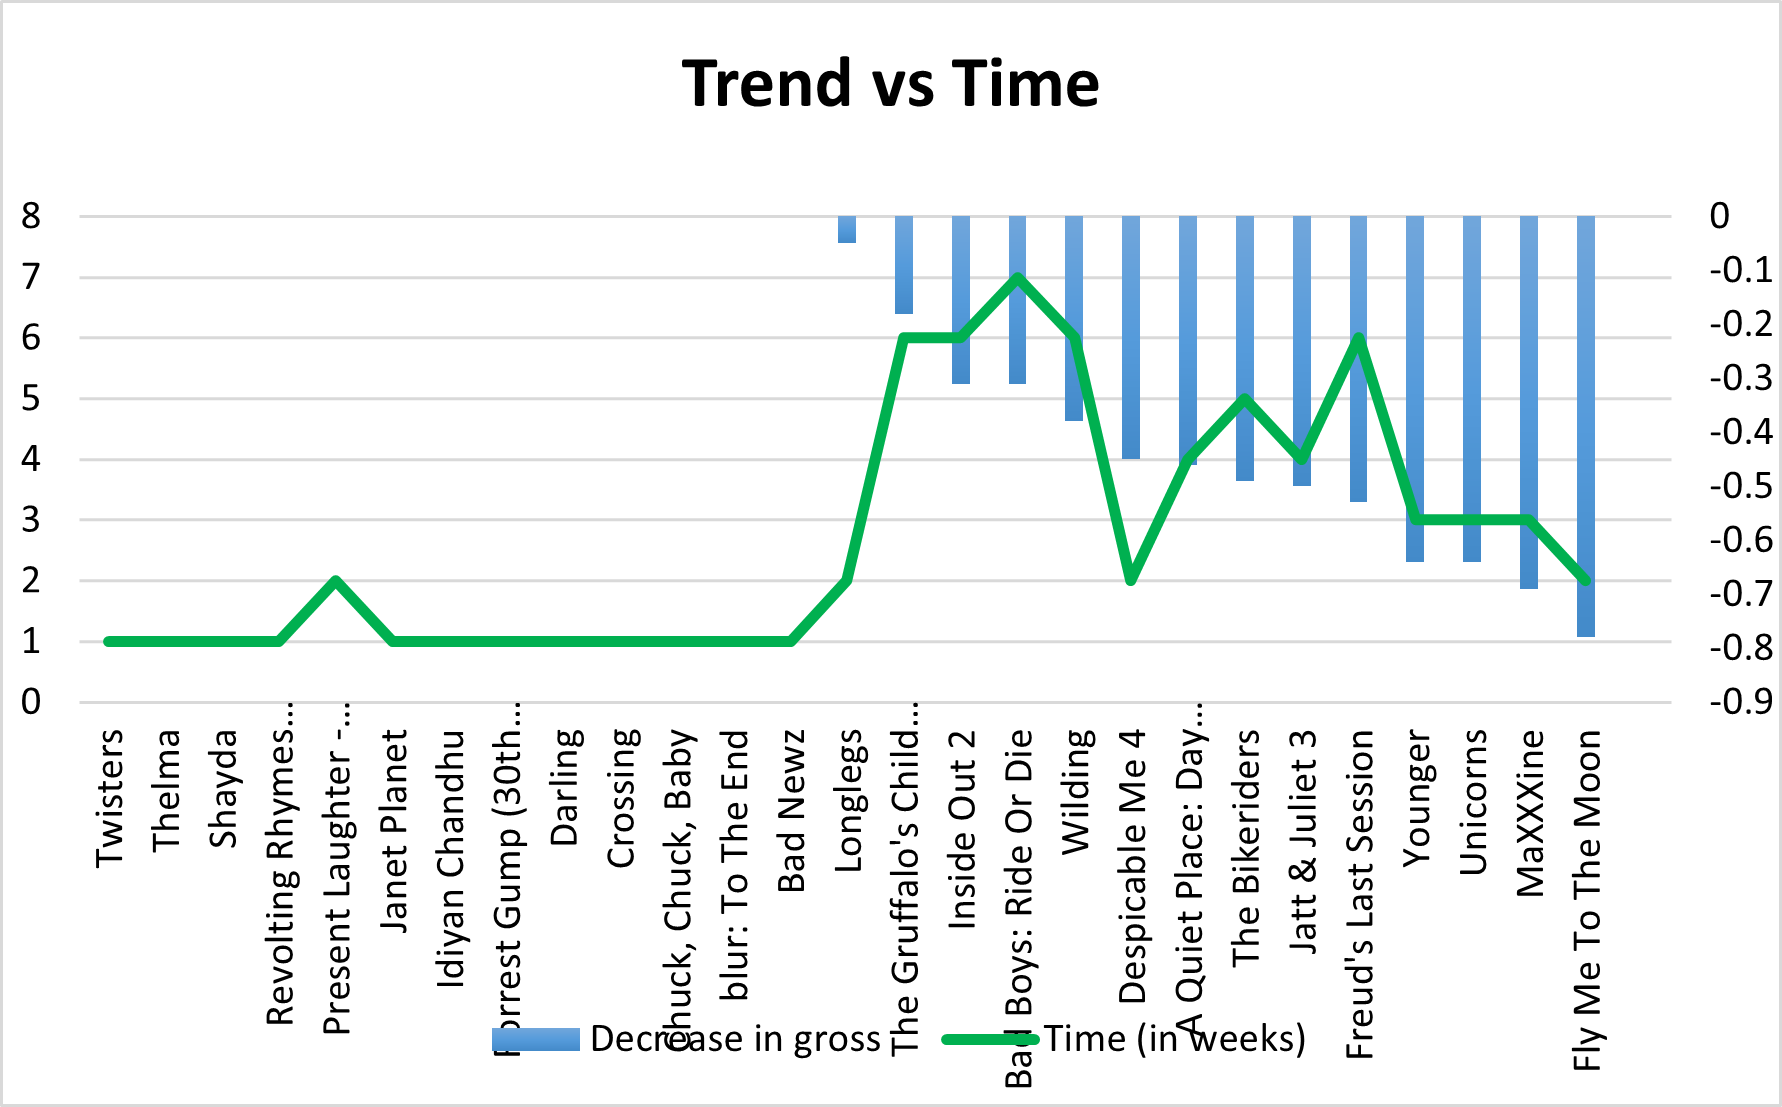 Trend vs Time
8
7
6
5
4
3
2
1
0
0
-0.1
-0.2
-0.3
-0.4
-0.5
-0.6
-0.7
-0.8
-0.9
Twisters
Thelma
Shayda
Revolting Rhymes…
Present Laughter -…
Janet Planet
Idiyan Chandhu
Forrest Gump (30th…
Darling
Crossing
Chuck, Chuck, Baby
blur: To The End
Bad Newz
Longlegs
The Gruffalo's Child…
Inside Out 2
Bad Boys: Ride Or Die
Wilding
Despicable Me 4
A Quiet Place: Day…
The Bikeriders
Jatt & Juliet 3
Freud's Last Session
Younger
Unicorns
MaXXXine
Fly Me To The Moon
Decrease in gross
Time (in weeks)